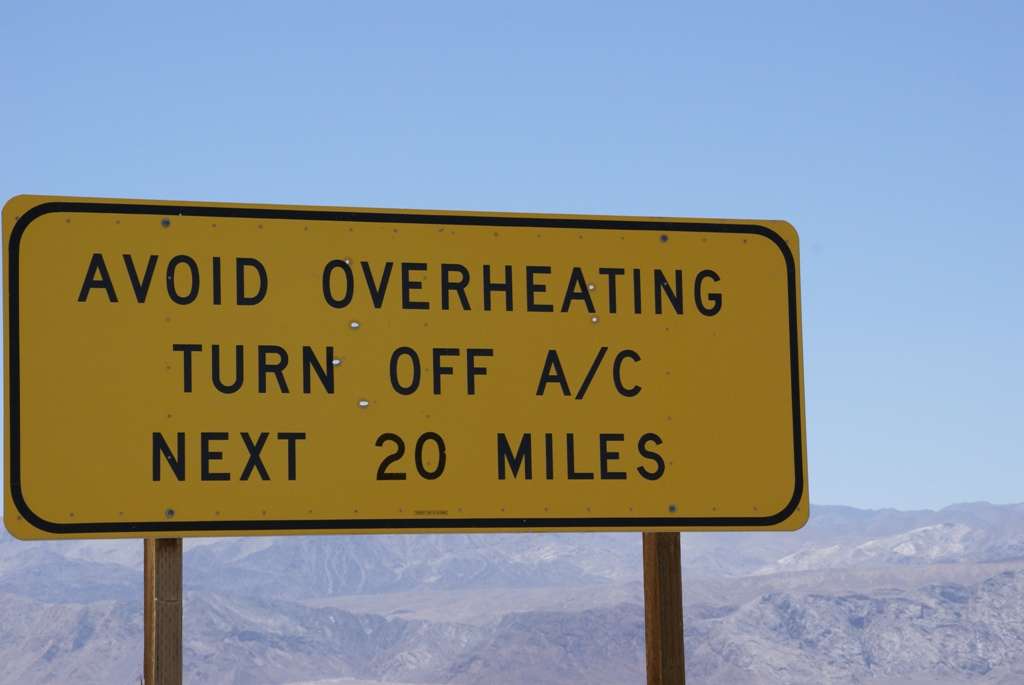 AVOID OVERHEATING
TURN OFF A/C
NEXT 20 MILES